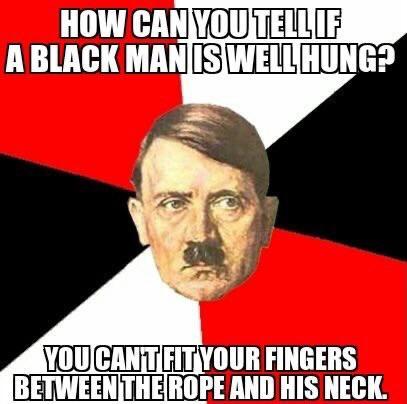 HOW CAN YOU TELL IF
A BLACK MAN IS WELL HUNG?
YOU CAN'T FIT YOUR FINGERS
BETWEEN THE ROPE AND HIS NECK.